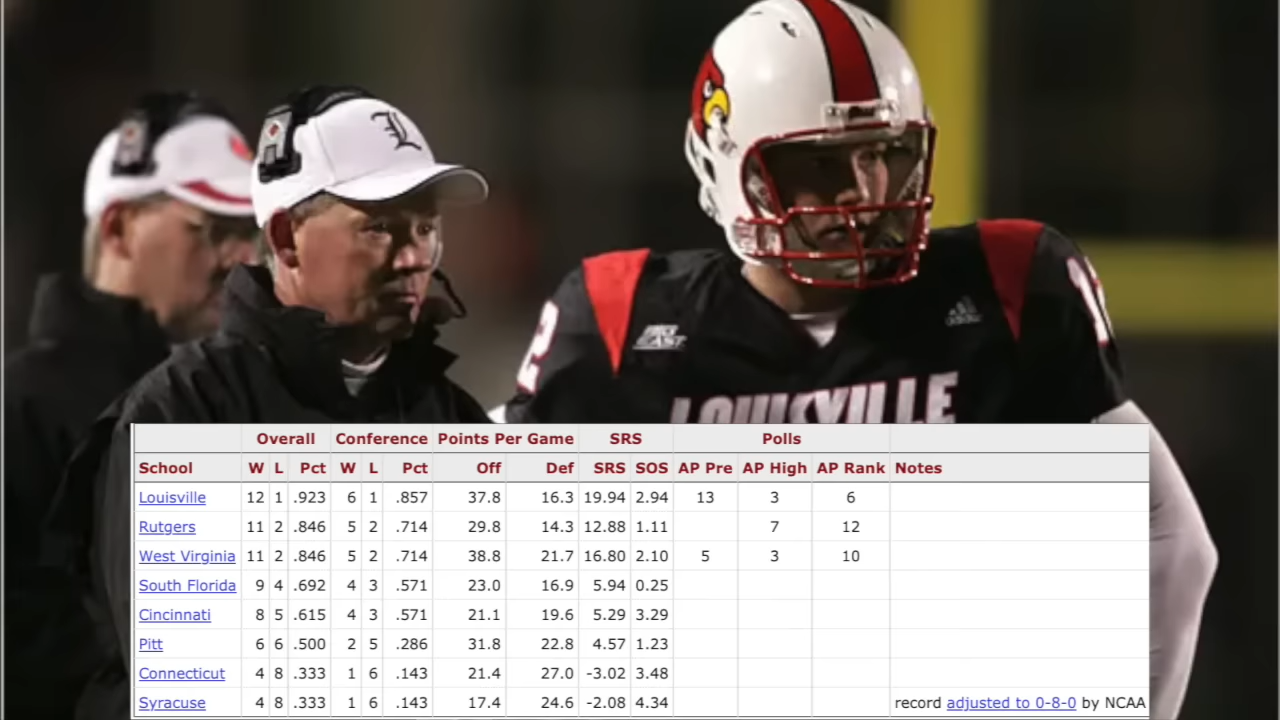 L
2
1
BIG EAST
adidas
LOUISVILLE
Overall Conference Points Per Game SRS Polls
School W L Pct W L Pct Off Def SRS SOS AP Pre AP High AP Rank Notes
Louisville 12 1 .923 6 1 .857 37.8 16.3 19.94 2.94 13 3 6
Rutgers 11 2 .846 5 2 .714 29.8 14.3 12.88 1.11 7 12
West Virginia 11 2 .846 5 2 .714 38.8 21.7 16.80 2.10 5 3 10
South Florida 9 4 .692 4 3 .571 23.0 16.9 5.94 0.25
Cincinnati 8 5 .615 4 3 .571 21.1 19.6 5.29 3.29
Pitt 6 6 .500 2 5 .286 31.8 22.8 4.57 1.23
Connecticut 4 8 .333 1 6 .143 21.4 27.0 -3.02 3.48
Syracuse 4 8 .333 1 6 .143 17.4 24.6 -2.08 4.34 record adjusted to 0-8-0 by NCAA